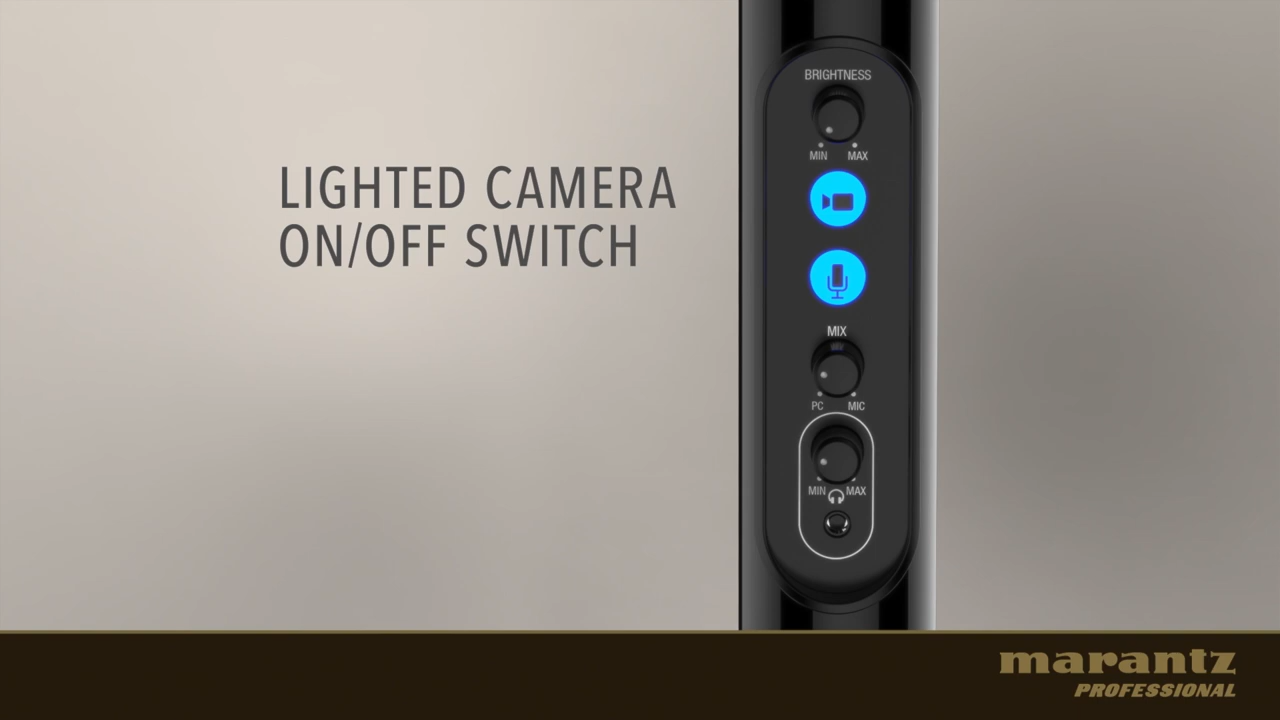 LIGHTED CAMERA
ON/OFF SWITCH
BRIGHTNESS
MIN MAX
MIX
PC MIC
MIN MAX
marantz
PROFESSIONAL